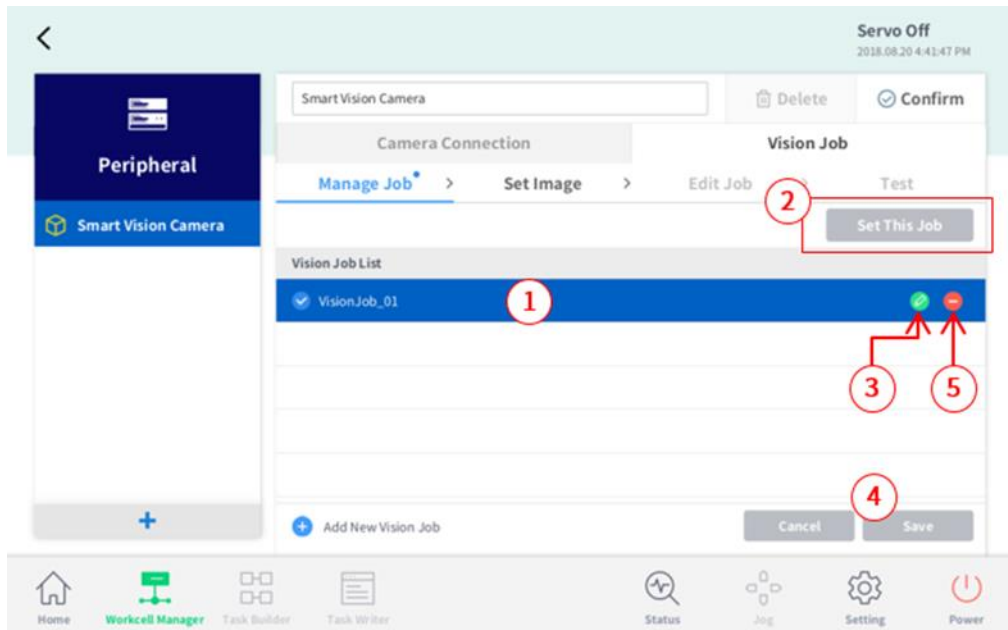 Servo Off
2018.08.20 4:41:47 PM
Peripheral
Smart Vision Camera
Smart Vision Camera
Delete
Confirm
Camera Connection
Vision Job
Manage Job > Set Image > Edit Job > Test
2
Set This Job
Vision Job List
VisionJob_01
1
3
5
4
+
Add New Vision Job
Cancel
Save
Home
Workcell Manager
Task Builder
Task Writer
Status
Jog
Setting
Power